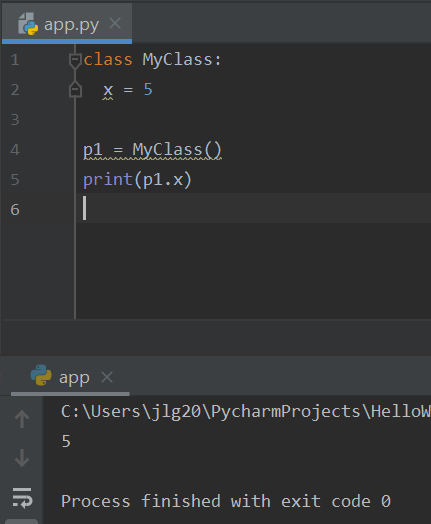 app.py
1 class MyClass:
2   x = 5
3
4 p1 = MyClass()
5 print(p1.x)
6
app
C:\Users\jlg20\PycharmProjects\HelloW
5
Process finished with exit code 0